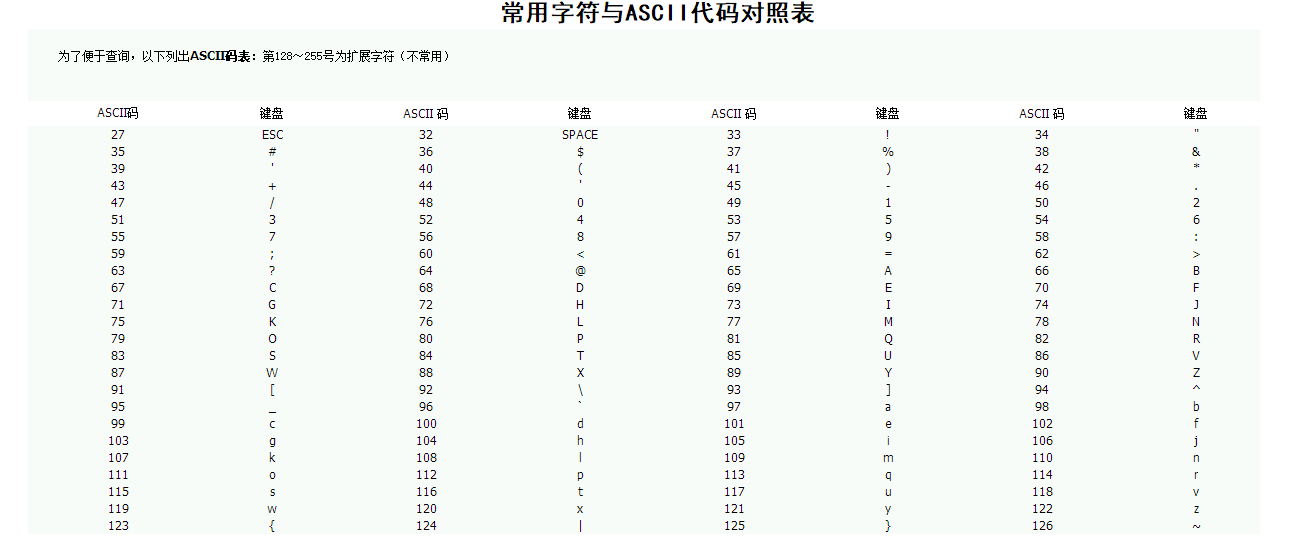 常用字符与ASCII代码对照表
为了便于查询，以下列出ASCII码表：第128～255号为扩展字符（不常用）
ASCII码 键盘 ASCII 码 键盘 ASCII 码 键盘 ASCII 码 键盘
27 ESC 32 SPACE 33 ! 34 "
35 # 36 $ 37 % 38 &
39 ' 40 ( 41 ) 42 *
43 + 44 ' 45 - 46 .
47 / 48 0 49 1 50 2
51 3 52 4 53 5 54 6
55 7 56 8 57 9 58 :
59 ; 60 < 61 = 62 >
63 ? 64 @ 65 A 66 B
67 C 68 D 69 E 70 F
71 G 72 H 73 I 74 J
75 K 76 L 77 M 78 N
79 O 80 P 81 Q 82 R
83 S 84 T 85 U 86 V
87 W 88 X 89 Y 90 Z
91 [ 92 \ 93 ] 94 ^
95 _ 96 ` 97 a 98 b
99 c 100 d 101 e 102 f
103 g 104 h 105 i 106 j
107 k 108 l 109 m 110 n
111 o 112 p 113 q 114 r
115 s 116 t 117 u 118 v
119 w 120 x 121 y 122 z
123 { 124 | 125 } 126 ~